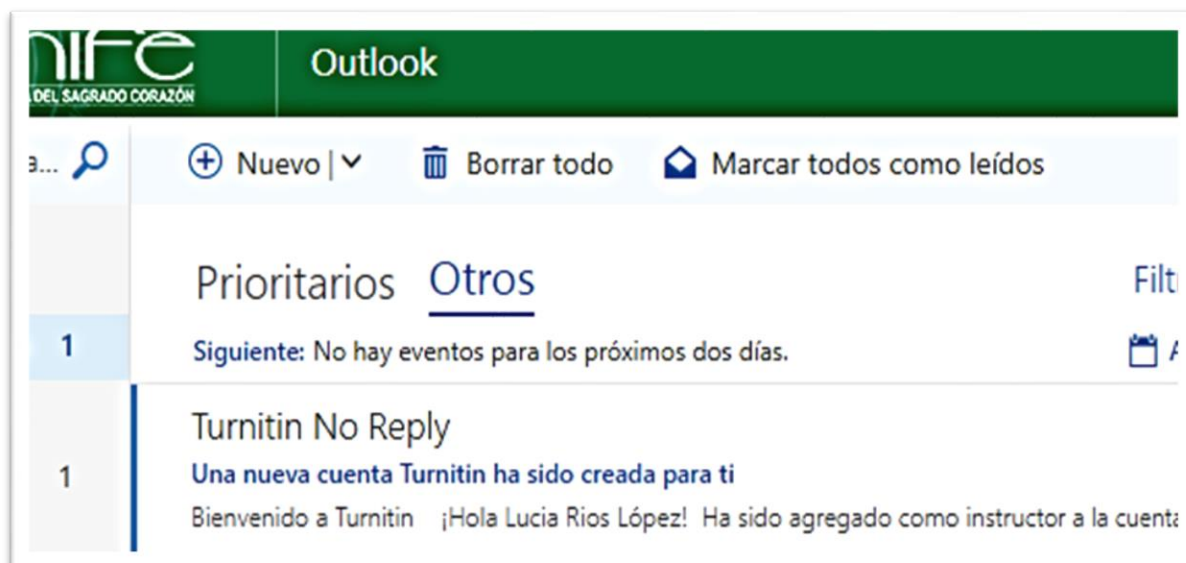 Outlook
DEL SAGRADO CORAZÓN
Nuevo | Borrar todo Marcar todos como leídos
Prioritarios Otros
1 Siguiente: No hay eventos para los próximos dos días.
Turnitin No Reply
1 Una nueva cuenta Turnitin ha sido creada para ti
Bienvenido a Turnitin ¡Hola Lucia Rios López! Ha sido agregado como instructor a la cuenta